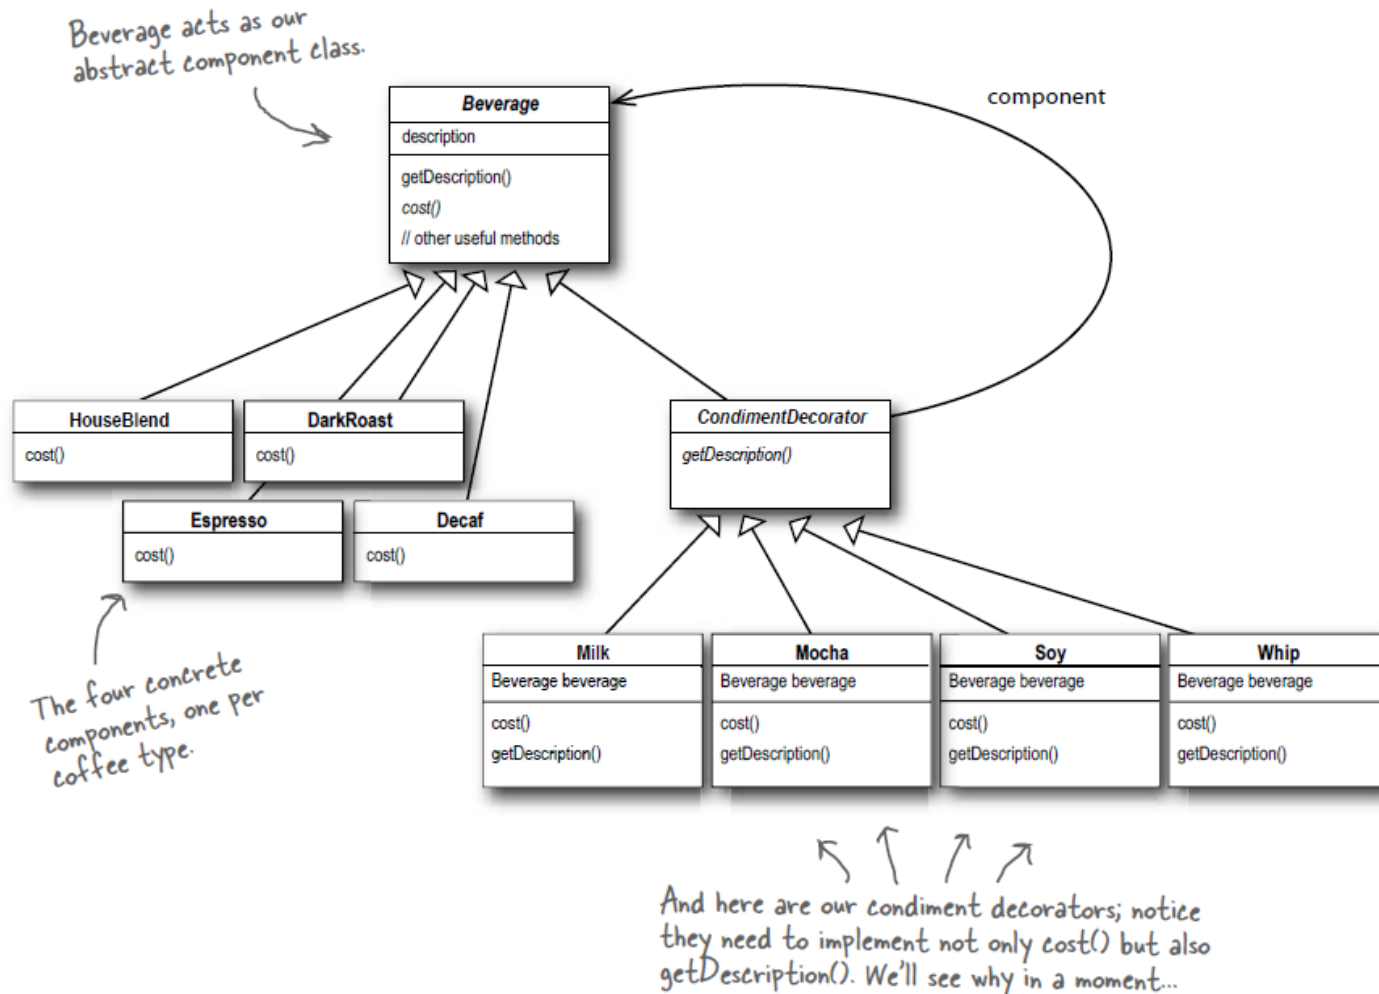 Beverage acts as our
abstract component class.
component
Beverage
description
getDescription()
cost()
// other useful methods
HouseBlend
cost()
DarkRoast
cost()
CondimentDecorator
getDescription()
Espresso
cost()
Decaf
cost()
The four concrete
components, one per
coffee type.
Milk
Beverage beverage
cost()
getDescription()
Mocha
Beverage beverage
cost()
getDescription()
Soy
Beverage beverage
cost()
getDescription()
Whip
Beverage beverage
cost()
getDescription()
And here are our condiment decorators; notice
they need to implement not only cost() but also
getDescription(). We'll see why in a moment...